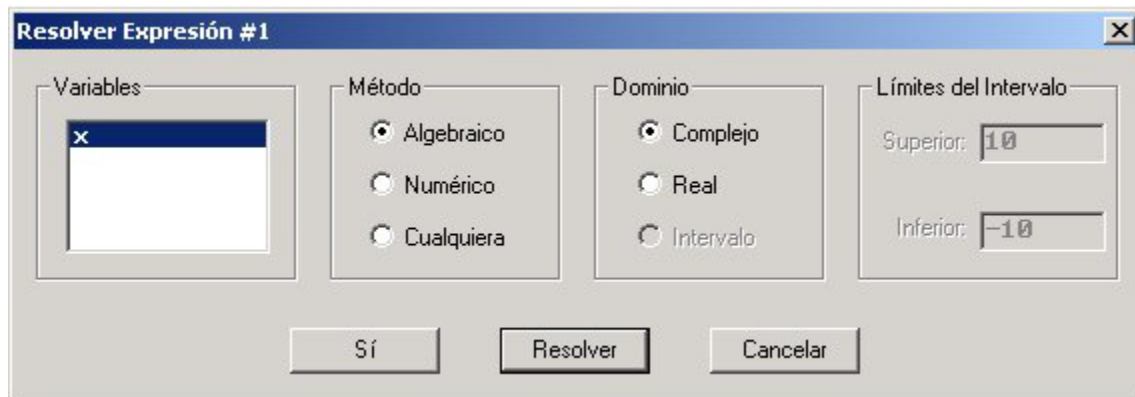 Resolver Expresión #1
Variables
x
Método
Algebraico
Numérico
Cualquiera
Dominio
Complejo
Real
Intervalo
Límites del Intervalo
Superior: 10
Inferior: -10
Sí
Resolver
Cancelar